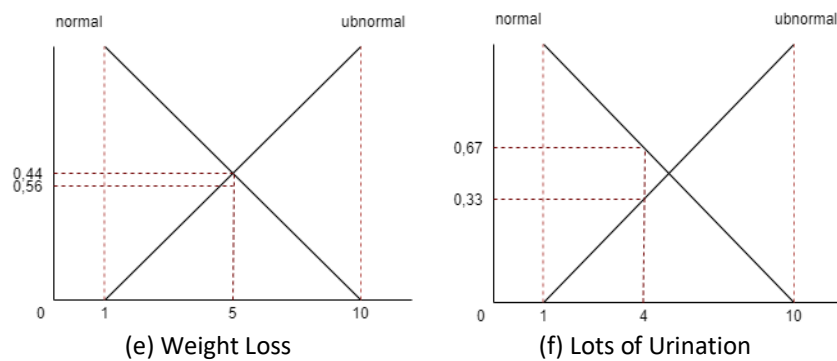 normal
ubnormal
0,44
0,56
0
1
5
10
(e) Weight Loss
normal
ubnormal
0,67
0,33
0
1
4
10
(f) Lots of Urination